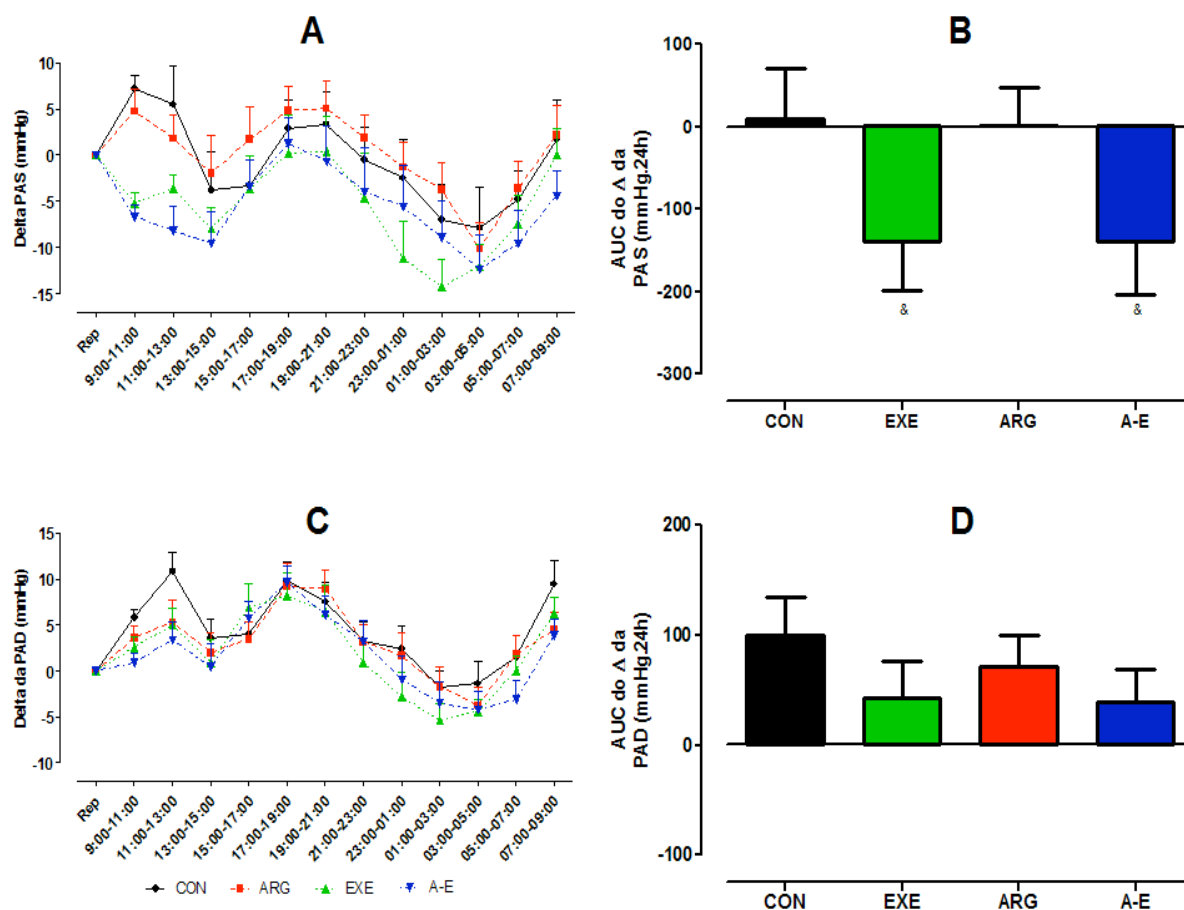 A
Delta PAS (mmHg)
10
5
0
-5
-10
-15
Rep
9:00-11:00
11:00-13:00
13:00-15:00
15:00-17:00
17:00-19:00
19:00-21:00
21:00-23:00
23:00-01:00
01:00-03:00
03:00-05:00
05:00-07:00
07:00-09:00
B
AUC do Δ da
PAS (mmHg.24h)
100
0
-100
-200
-300
&
&
CON
EXE
ARG
A-E
C
Delta da PAD (mmHg)
15
10
5
0
-5
-10
Rep
9:00-11:00
11:00-13:00
13:00-15:00
15:00-17:00
17:00-19:00
19:00-21:00
21:00-23:00
23:00-01:00
01:00-03:00
03:00-05:00
05:00-07:00
07:00-09:00
CON
ARG
EXE
A-E
D
AUC do Δ da
PAD (mmHg.24h)
200
100
0
-100
CON
EXE
ARG
A-E